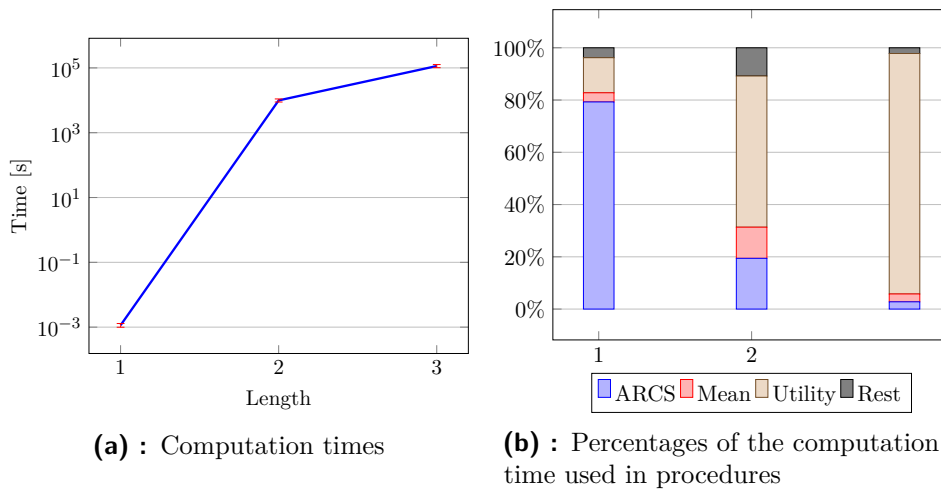 10^5
10^3
10^1
10^−1
10^−3
Time [s]
1 2 3
Length
(a) : Computation times
100%
80%
60%
40%
20%
0%
1 2
ARCS Mean Utility Rest
(b) : Percentages of the computation
time used in procedures